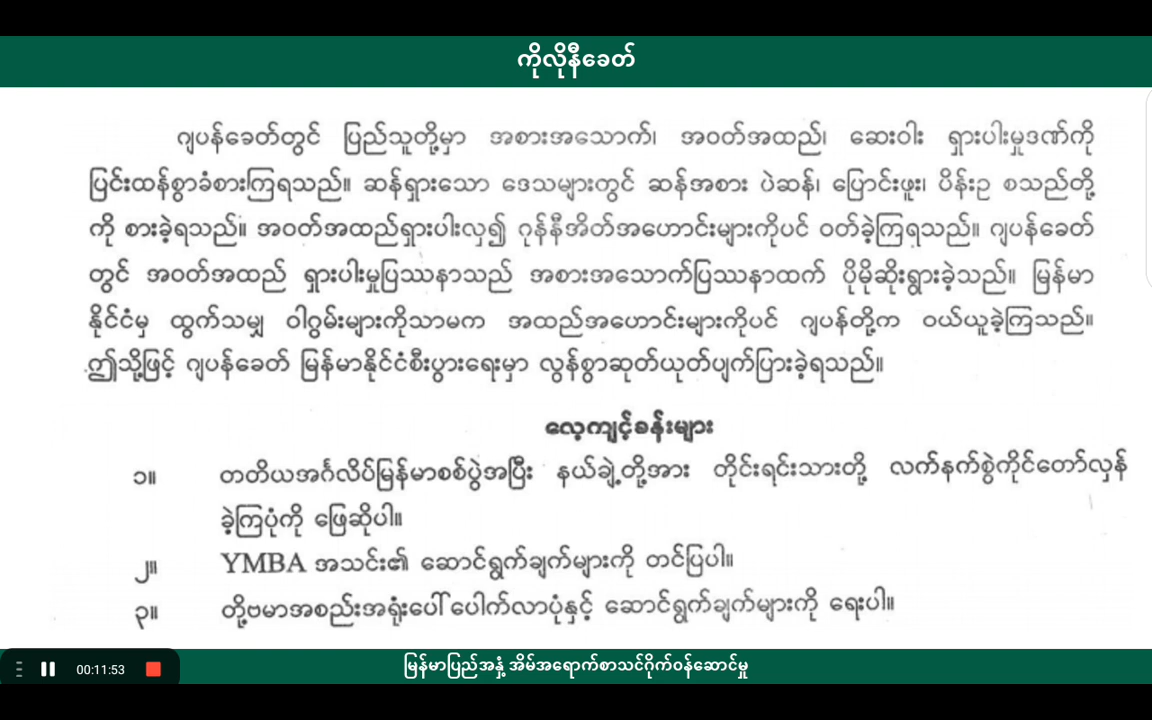 ကိုလိုနီခေတ်
ဂျပန်ခေတ်တွင် ပြည်သူတို့မှာ အစားအသောက်၊ အဝတ်အထည်၊ ဆေးဝါး ရှားပါးမှုဒဏ်ကို
ပြင်းထန်စွာခံစားကြရသည်။ ဆန်ရှားသော ဒေသများတွင် ဆန်အစား ပဲဆန်၊ ပြောင်းဖူး၊ ပိန်းဥ စသည်တို့
ကို စားခဲ့ရသည်။ အဝတ်အထည်ရှားပါးလှ၍ ဂုန်နီအိတ်အဟောင်းများကိုပင် ဝတ်ခဲ့ကြရသည်။ ဂျပန်ခေတ်
တွင် အဝတ်အထည် ရှားပါးမှုပြဿနာသည် အစားအသောက်ပြဿနာထက် ပိုမိုဆိုးရွားခဲ့သည်။ မြန်မာ
နိုင်ငံမှ ထွက်သမျှ ဝါဂွမ်းများကိုသာမက အထည်အဟောင်းများကိုပင် ဂျပန်တို့က ဝယ်ယူခဲ့ကြသည်။
ဤသို့ဖြင့် ဂျပန်ခေတ် မြန်မာနိုင်ငံစီးပွားရေးမှာ လွန်စွာဆုတ်ယုတ်ပျက်ပြားခဲ့ရသည်။
လေ့ကျင့်ခန်းများ
၁။ တတိယအင်္ဂလိပ်မြန်မာစစ်ပွဲအပြီး နယ်ချဲ့တို့အား တိုင်းရင်းသားတို့ လက်နက်စွဲကိုင်တော်လှန်
ခဲ့ကြပုံကို ဖြေဆိုပါ။
၂။ YMBA အသင်း၏ ဆောင်ရွက်ချက်များကို တင်ပြပါ။
၃။ တို့ဗမာအစည်းအရုံးပေါ်ပေါက်လာပုံနှင့် ဆောင်ရွက်ချက်များကို ရေးပါ။
00:11:53
မြန်မာပြည်အနှံ့ အိမ်အရောက်စာသင်ဂိုက်ဝန်ဆောင်မှု